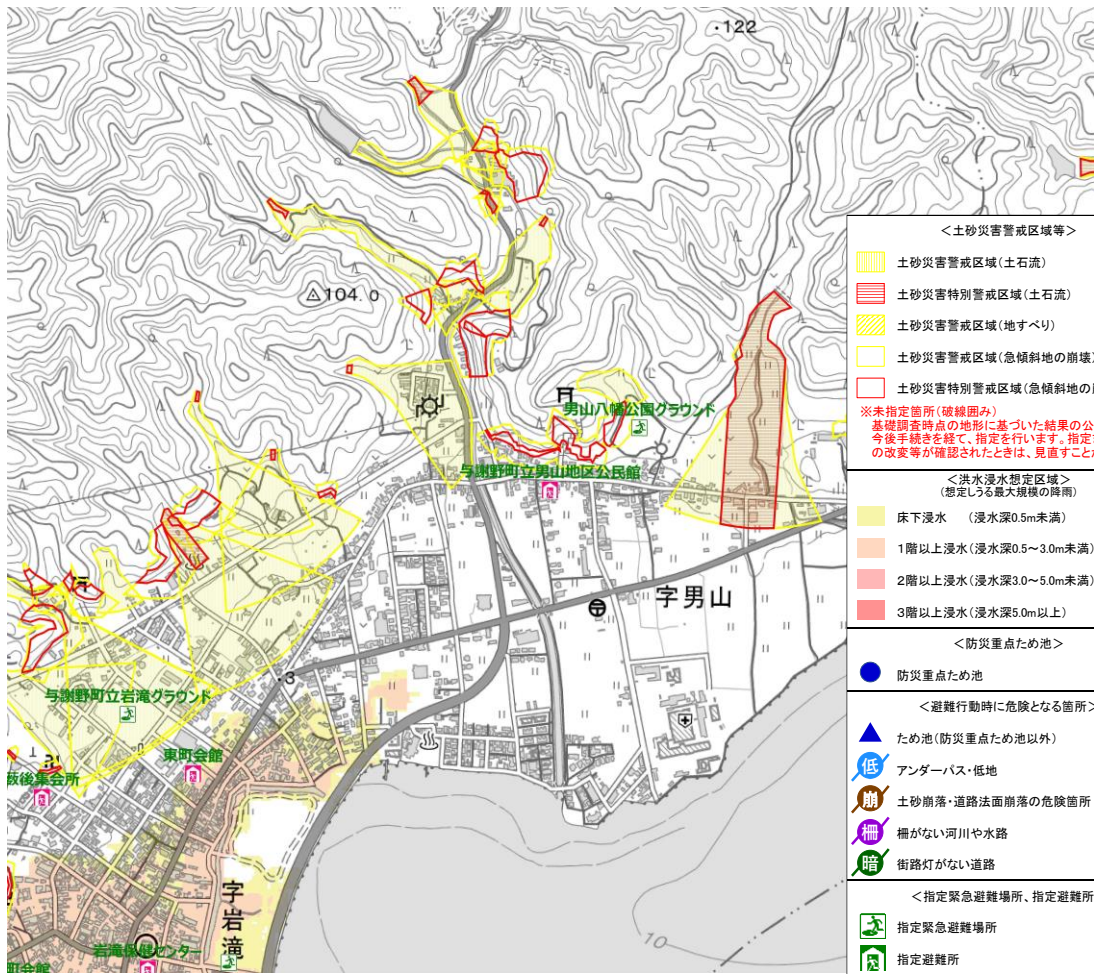 ・122
△104.0
男山八幡公園グラウンド
与謝野町立男山地区公民館
字男山
・3
与謝野町立岩滝グラウンド
東町会館
薮後集会所
字岩滝
岩滝保健センター
町会館
10
＜土砂災害警戒区域等＞
土砂災害警戒区域(土石流)
土砂災害特別警戒区域(土石流)
土砂災害警戒区域(地すべり)
土砂災害警戒区域(急傾斜地の崩壊)
土砂災害特別警戒区域(急傾斜地の
※未指定箇所(破線囲み)
基礎調査時点の地形に基づいた結果の公
今後手続きを経て、指定を行います。指定
の改変等が確認されたときは、見直すことが
＜洪水浸水想定区域＞
(想定しうる最大規模の降雨)
床下浸水　(浸水深0.5m未満)
1階以上浸水(浸水深0.5～3.0m未満)
2階以上浸水(浸水深3.0～5.0m未満)
3階以上浸水(浸水深5.0m以上)
＜防災重点ため池＞
防災重点ため池
＜避難行動時に危険となる箇所＞
ため池(防災重点ため池以外)
低 アンダーパス・低地
崩 土砂崩落・道路法面崩落の危険箇所
柵 柵がない河川や水路
暗 街路灯がない道路
＜指定緊急避難場所、指定避難所
指定緊急避難場所
指定避難所